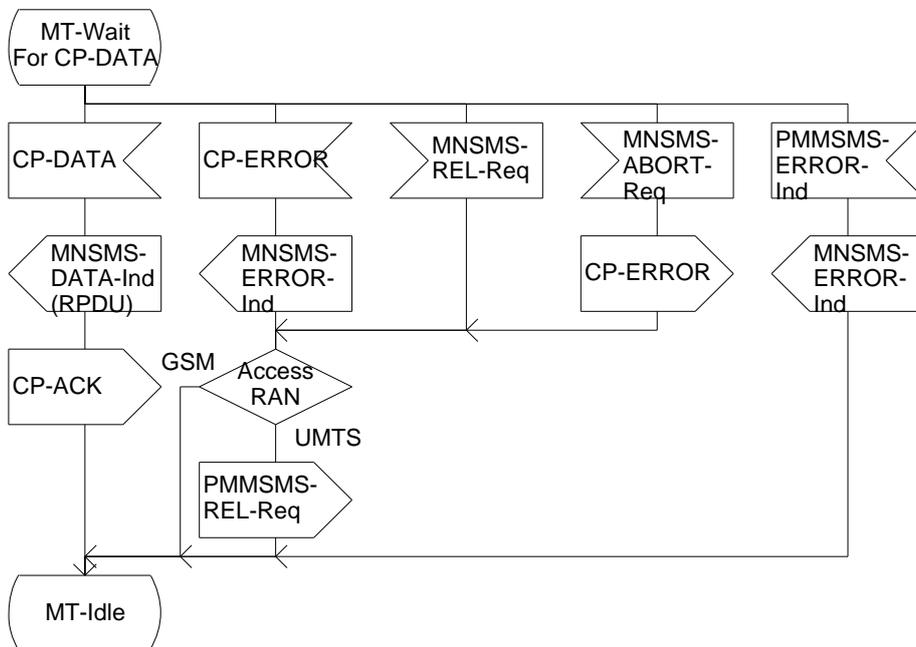 MT-Wait
For CP-DATA
CP-DATA
CP-ERROR
MNSMS-
REL-Req
MNSMS-
ABORT-
Req
PMMSMS-
ERROR-
Ind
MNSMS-
DATA-Ind
(RPDU)
MNSMS-
ERROR-
Ind
CP-ERROR
MNSMS-
ERROR-
Ind
CP-ACK
GSM
Access
RAN
UMTS
PMMSMS-
REL-Req
MT-Idle